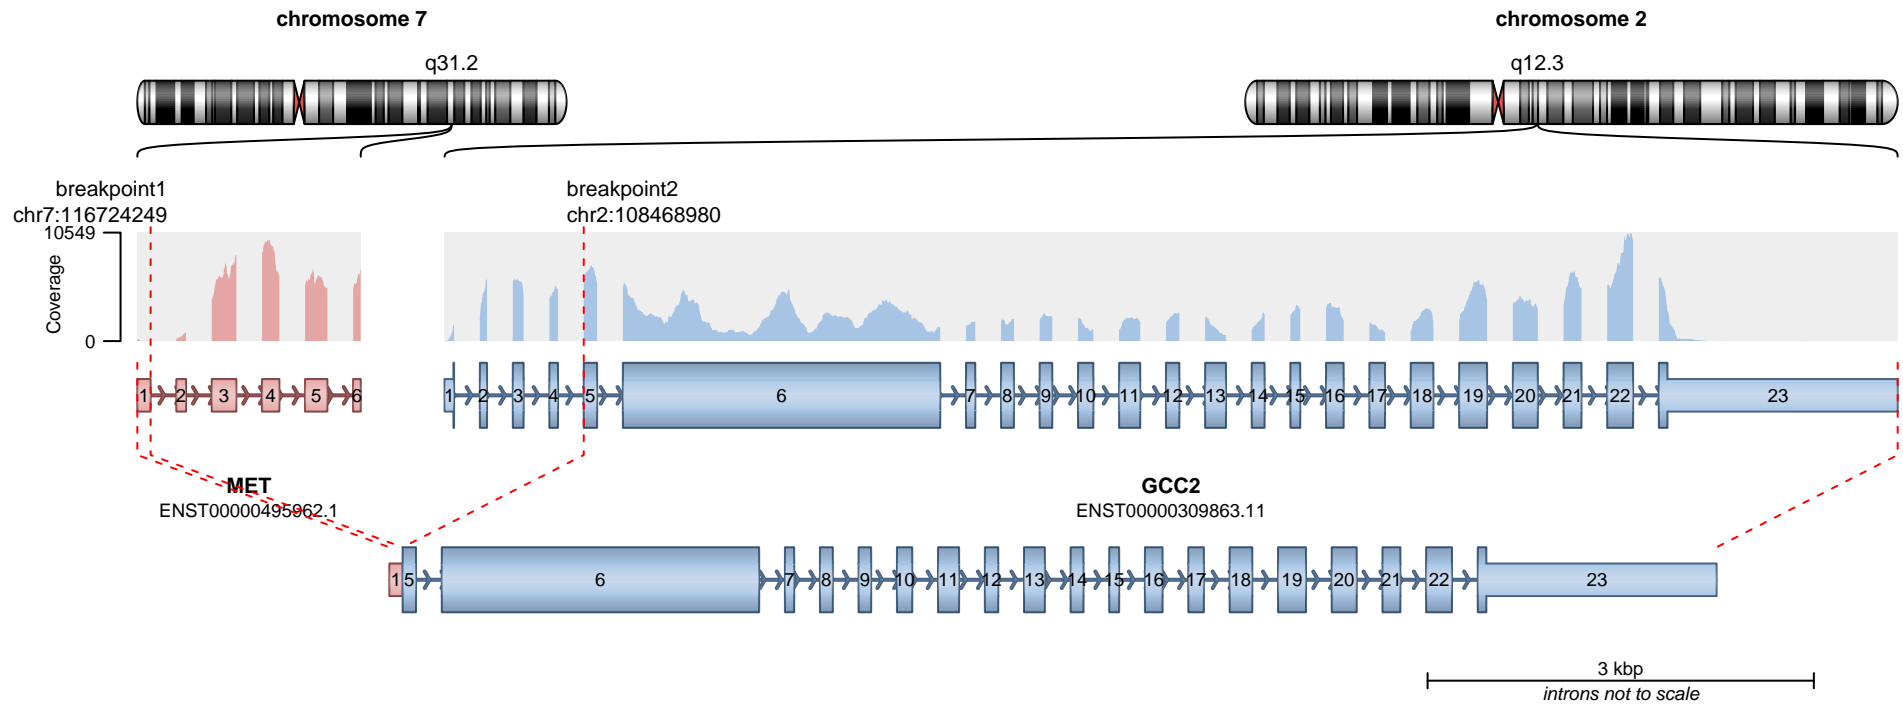 chromosome 7
chromosome 2
q31.2
q12.3
breakpoint1
chr7:116724249
breakpoint2
chr2:108468980
10549
Coverage
0
1 2 3 4 5 6
1 2 3 4 5 6 7 8 9 10 11 12 13 14 15 16 17 18 19 20 21 22 23
MET
ENST00000495962.1
GCC2
ENST00000309863.11
1 5 6 7 8 9 10 11 12 13 14 15 16 17 18 19 20 21 22 23
3 kbp
introns not to scale